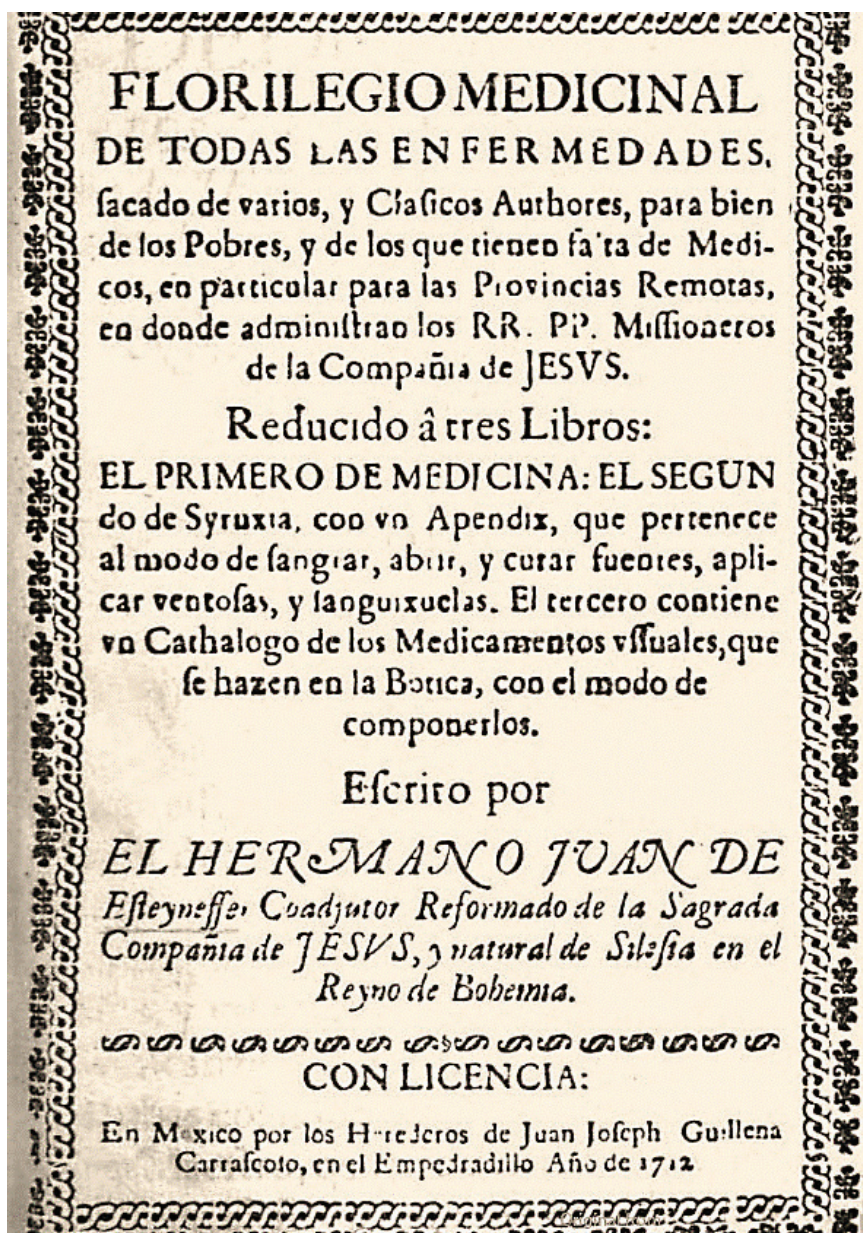 FLORILEGIO MEDICINAL
DE TODAS LAS ENFERMEDADES,
ſacado de varios, y Claſicos Authores, para bien
de los Pobres, y de los que tienen falta de Medi-
cos, en particular para las Provincias Remotas,
en donde adminiſtran los RR. PP. Miſſioneros
de la Compañia de JESVS.
Reducido â tres Libros:
EL PRIMERO DE MEDICINA: EL SEGUN
do de Syruxia, con vn Apendix, que pertenece
al modo de ſangrar, abrir, y curar fuentes, apli-
car ventoſas, y ſanguixuelas. El tercero contiene
vn Cathalogo de los Medicamentos vſſuales, que
ſe hazen en la Botica, con el modo de
componerlos.
Eſcrito por
EL HERMANO JUAN DE
Eſteyneffer Coadjutor Reformado de la Sagrada
Compañia de JESVS, y natural de Sileſia en el
Reyno de Bohemia.
CON LICENCIA:
En Mexico por los Herederos de Juan Joſeph Guillena
Carraſcoſo, en el Empedradillo Año de 1712